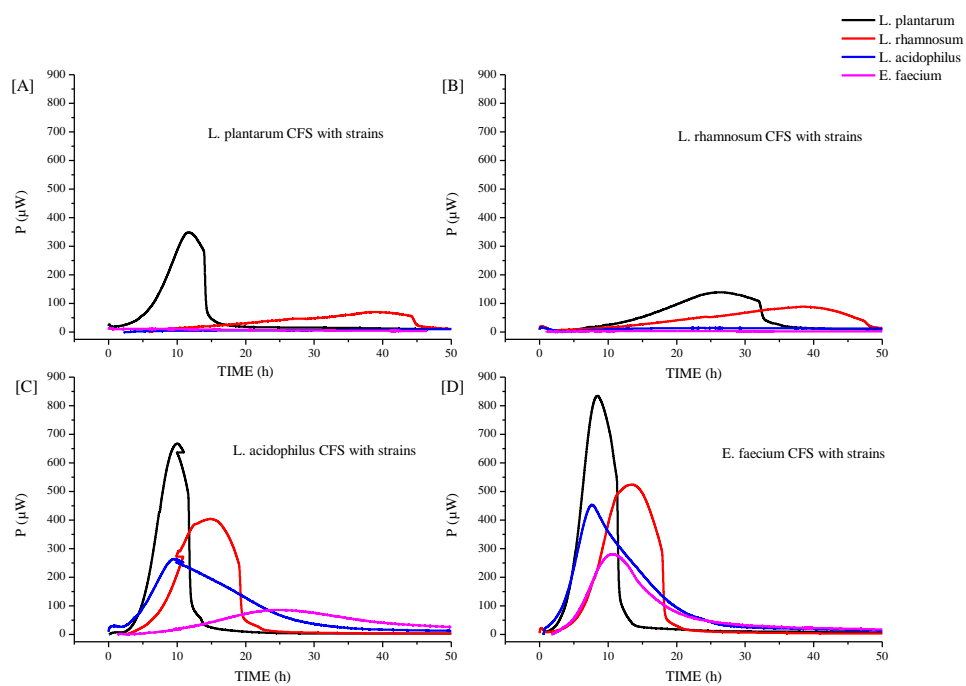 L. plantarum
L. rhamnosum
L. acidophilus
E. faecium
[A]
900
800
700
600
500
400
300
200
100
0
P (µW)
L. plantarum CFS with strains
0 10 20 30 40 50
TIME (h)
[B]
900
800
700
600
500
400
300
200
100
0
P (µW)
L. rhamnosum CFS with strains
0 10 20 30 40 50
TIME (h)
[C]
900
800
700
600
500
400
300
200
100
0
P (µW)
L. acidophilus CFS with strains
0 10 20 30 40 50
TIME (h)
[D]
900
800
700
600
500
400
300
200
100
0
P (µW)
E. faecium CFS with strains
0 10 20 30 40 50
TIME (h)